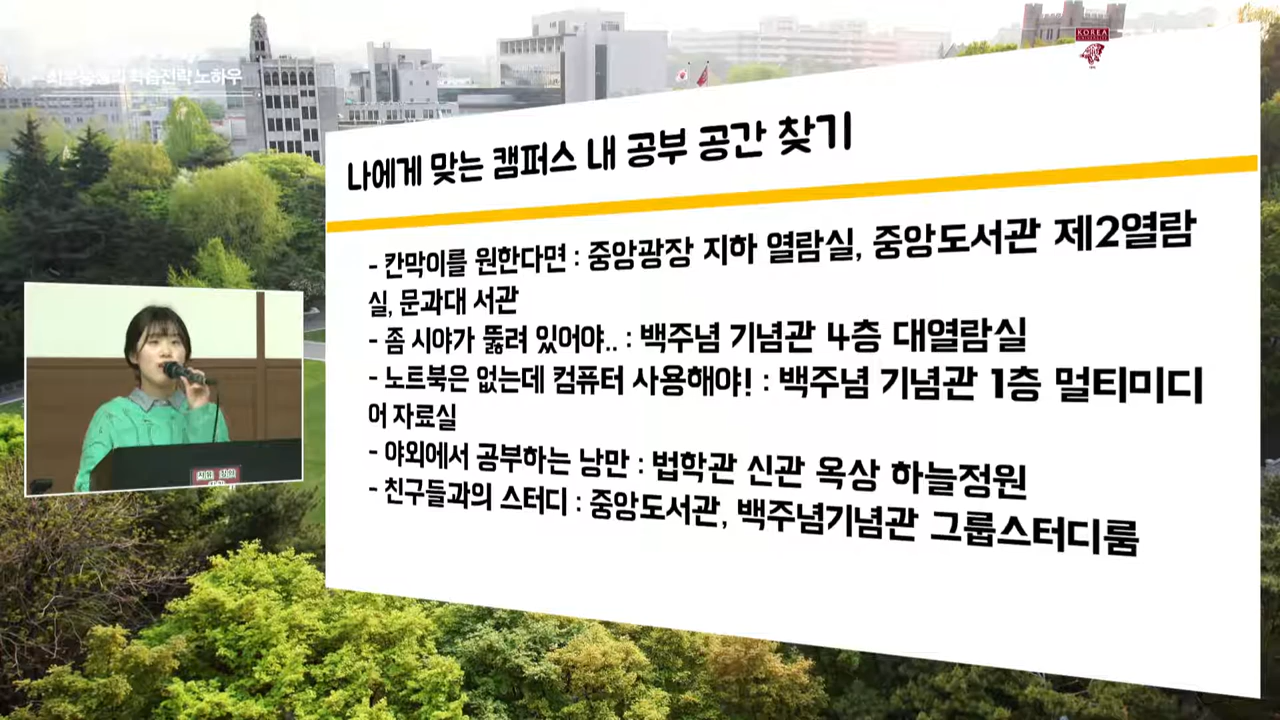 학습전략 노하우
KOREA
나에게 맞는 캠퍼스 내 공부 공간 찾기
- 칸막이를 원한다면 : 중앙광장 지하 열람실, 중앙도서관 제2열람
실, 문과대 서관
- 좀 시야가 뚫려 있어야.. : 백주념 기념관 4층 대열람실
- 노트북은 없는데 컴퓨터 사용해야! : 백주념 기념관 1층 멀티미디
어 자료실
- 야외에서 공부하는 낭만 : 법학관 신관 옥상 하늘정원
- 친구들과의 스터디 : 중앙도서관, 백주념기념관 그룹스터디룸